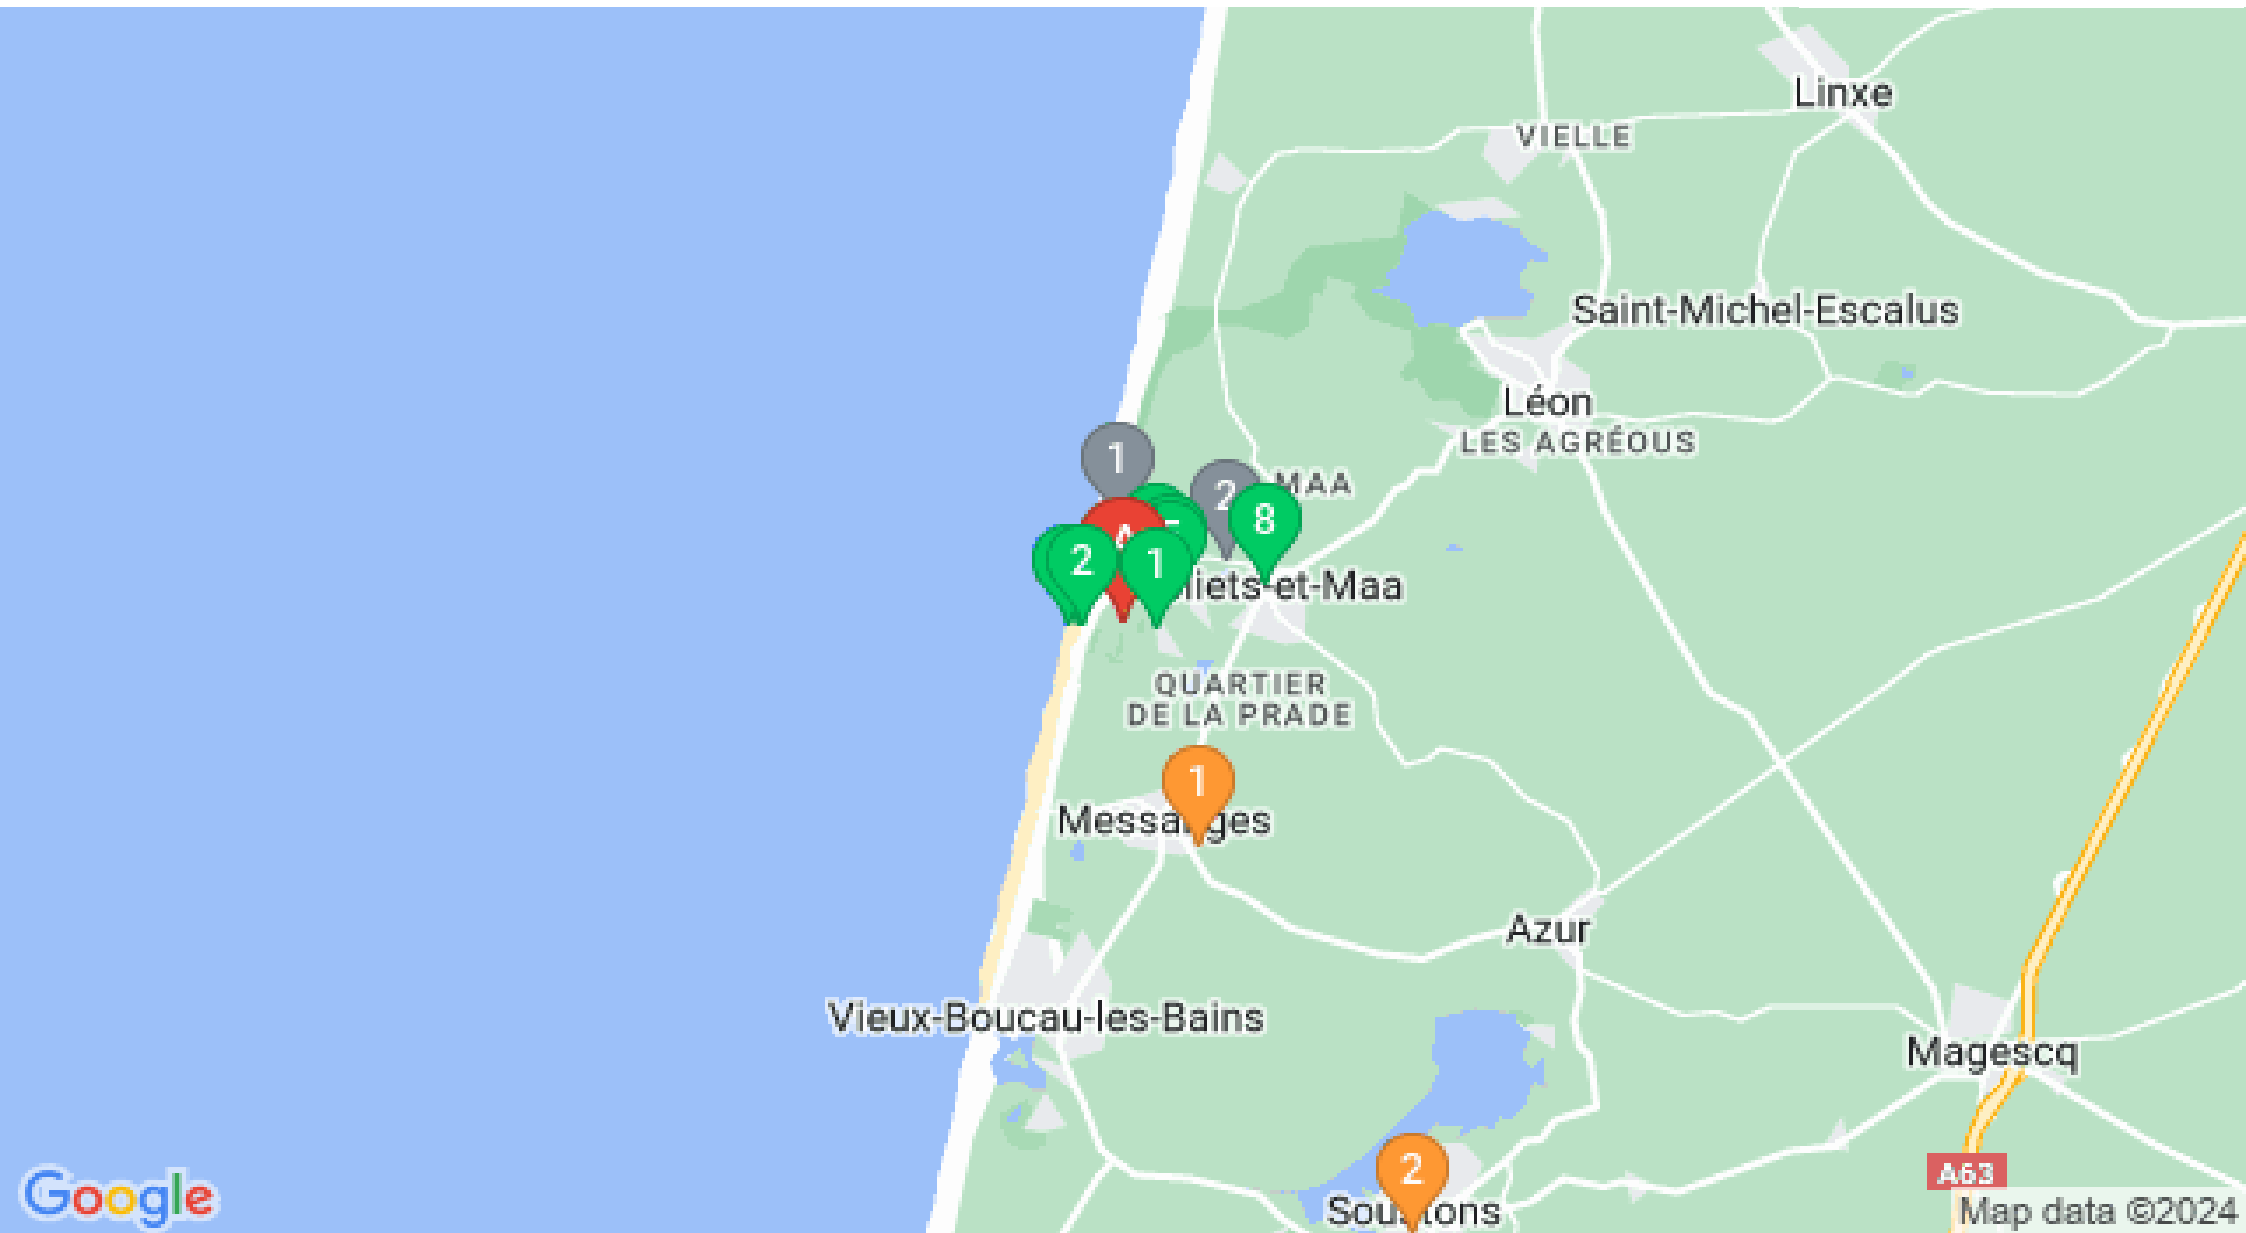 Linxe
VIELLE
Saint-Michel-Escalus
Léon
LES AGRÉOUS
1
2
MAA
8
2
1
QUARTIER
DE LA PRADE
1
Azur
Vieux-Boucau-les-Bains
Magescq
2
A63
Google
Map data ©2024